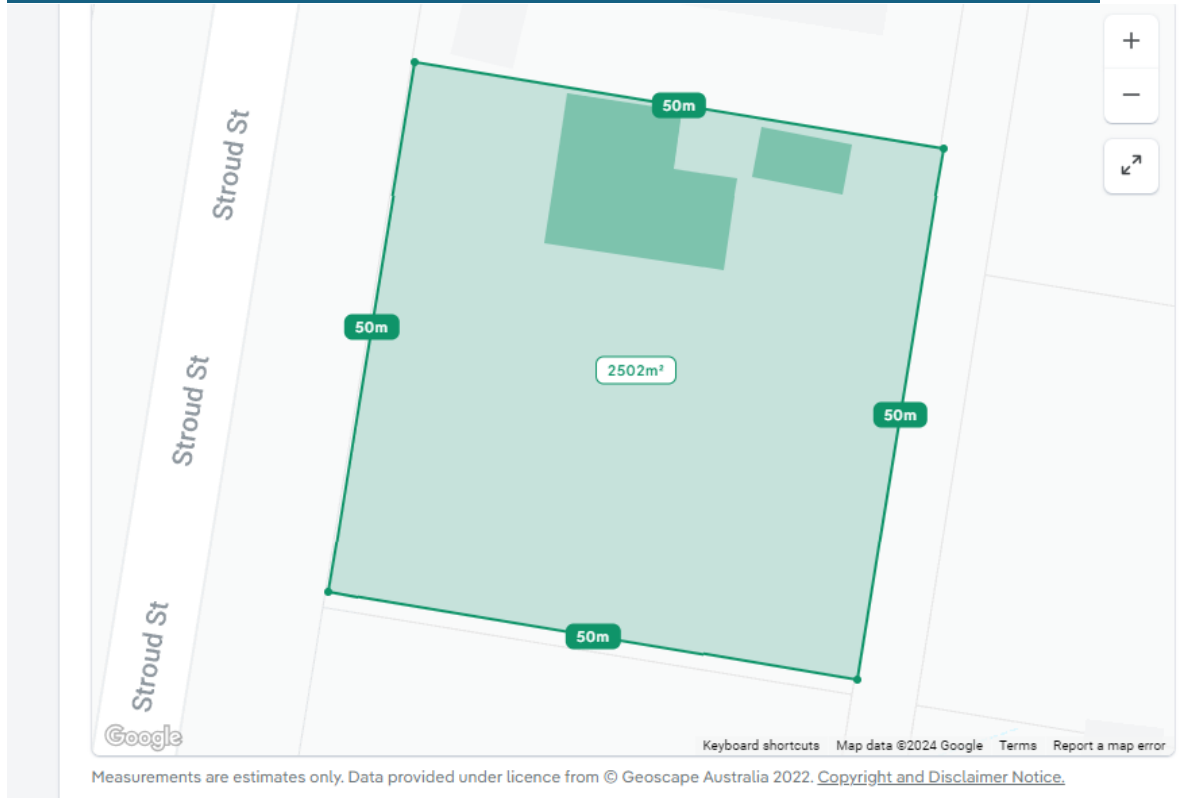 +
−
Stroud St
50m
50m
Stroud St
2502m²
50m
50m
Stroud St
Google
Keyboard shortcuts Map data ©2024 Google Terms Report a map error
Measurements are estimates only. Data provided under licence from © Geoscape Australia 2022. Copyright and Disclaimer Notice.